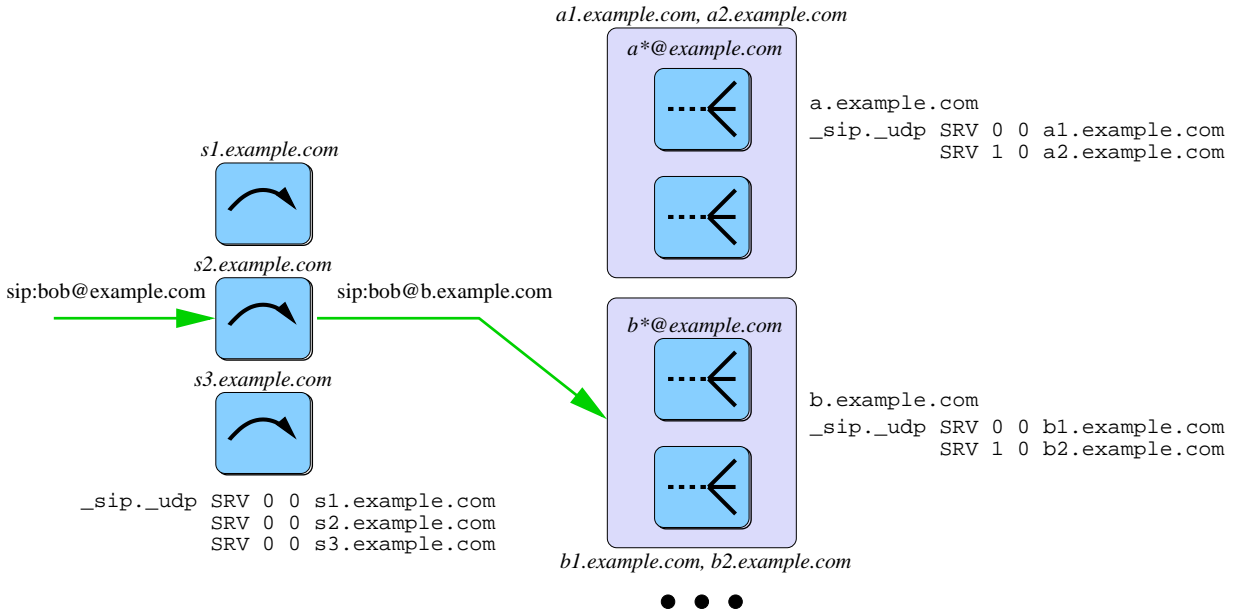 a1.example.com, a2.example.com
a*@example.com
a.example.com
_sip._udp SRV 0 0 a1.example.com
SRV 1 0 a2.example.com
s1.example.com
s2.example.com
sip:bob@example.com
sip:bob@b.example.com
s3.example.com
_sip._udp SRV 0 0 s1.example.com
SRV 0 0 s2.example.com
SRV 0 0 s3.example.com
b*@example.com
b.example.com
_sip._udp SRV 0 0 b1.example.com
SRV 1 0 b2.example.com
b1.example.com, b2.example.com